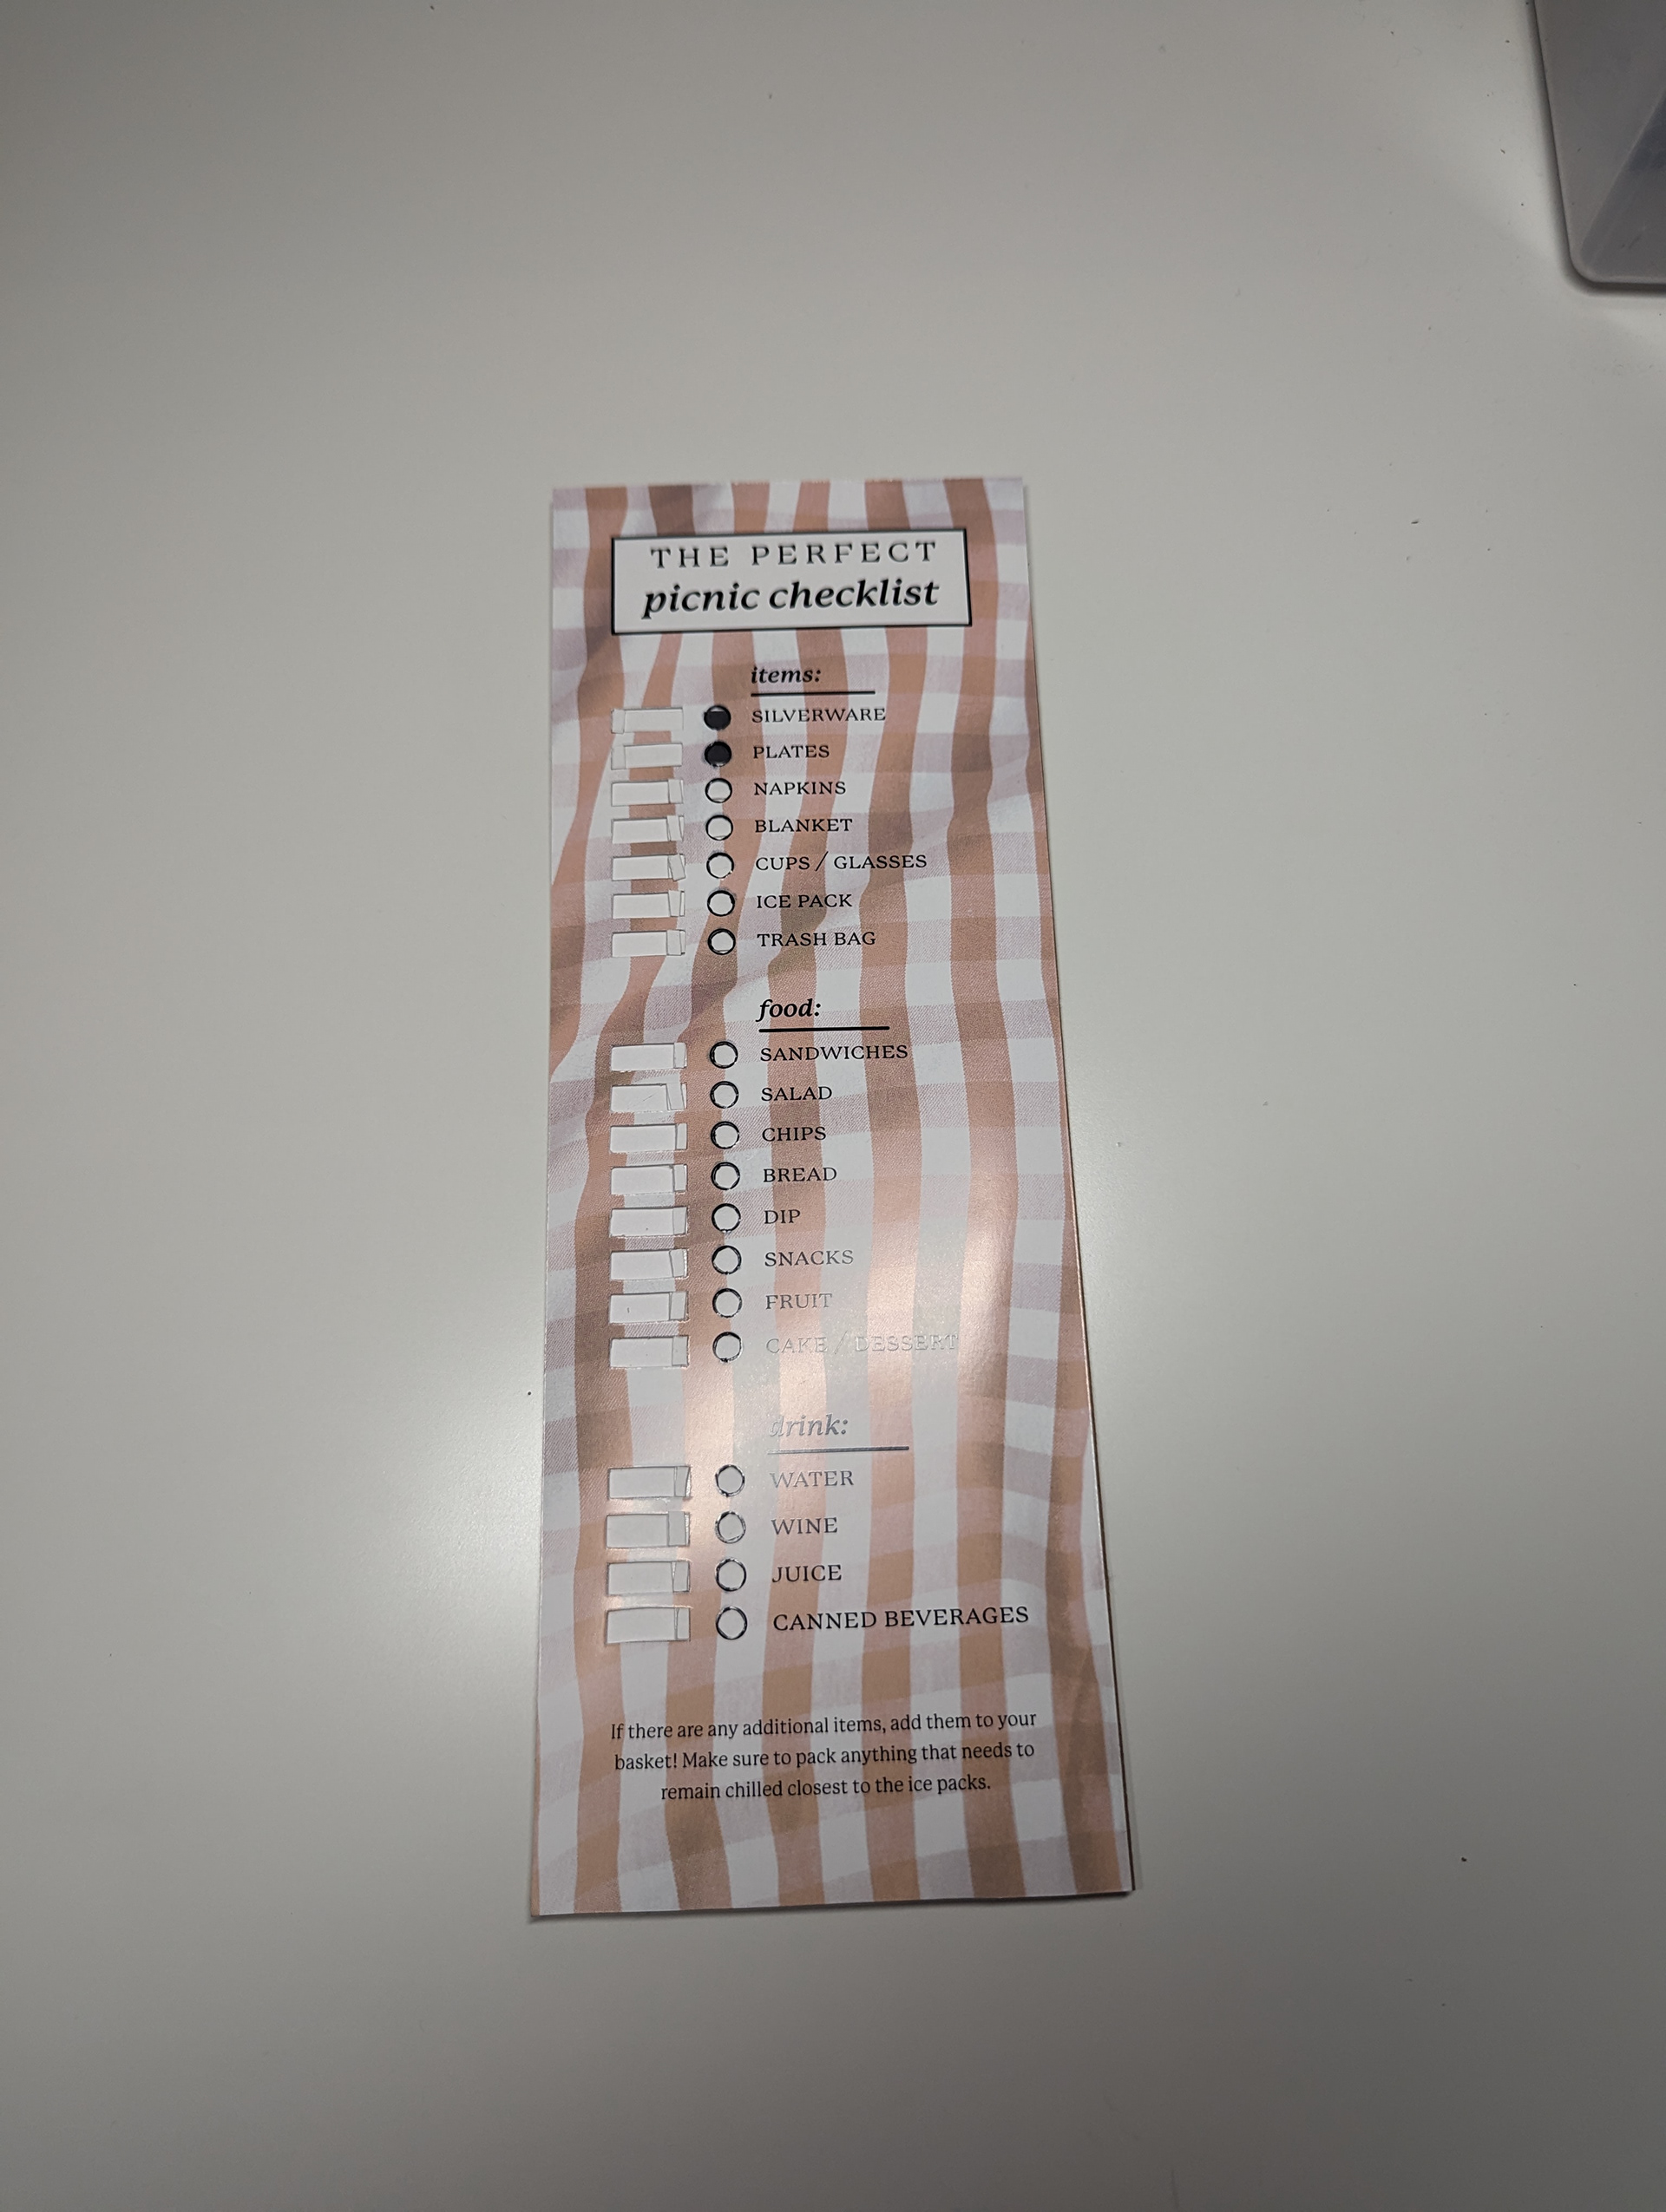 THE PERFECT
picnic checklist
items:
SILVERWARE
PLATES
NAPKINS
BLANKET
CUPS / GLASSES
ICE PACK
TRASH BAG
food:
SANDWICHES
SALAD
CHIPS
BREAD
DIP
SNACKS
FRUIT
CAKE / DESSERT
drink:
WATER
WINE
JUICE
CANNED BEVERAGES
If there are any additional items, add them to your
basket! Make sure to pack anything that needs to
remain chilled closest to the ice packs.